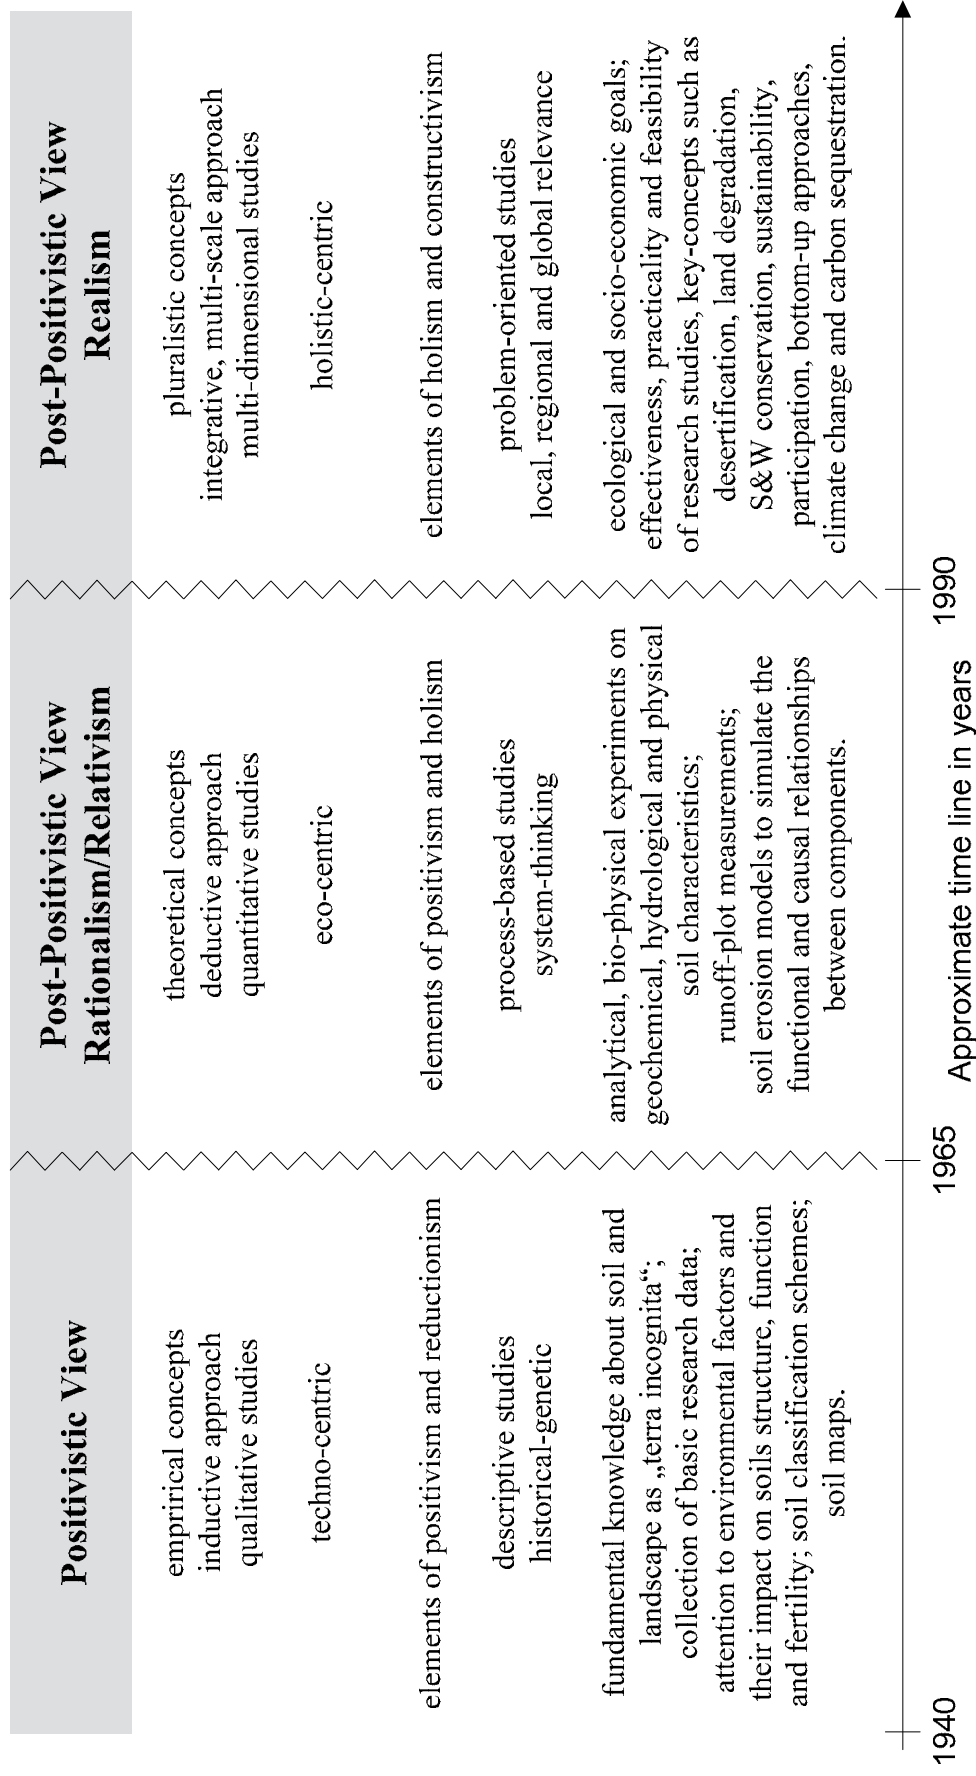 Positivistic View
emprirical concepts
inductive approach
qualitative studies
techno-centric
elements of positivism and reductionism
descriptive studies
historical-genetic
fundamental knowledge about soil and
landscape as „terra incognita“;
collection of basic research data;
attention to environmental factors and
their impact on soils structure, function
and fertility; soil classification schemes;
soil maps.
Post-Positivistic View
Rationalism/Relativism
theoretical concepts
deductive approach
quantitative studies
eco-centric
elements of positivism and holism
process-based studies
system-thinking
analytical, bio-physical experiments on
geochemical, hydrological and physical
soil characteristics;
runoff-plot measurements;
soil erosion models to simulate the
functional and causal relationships
between components.
Post-Positivistic View
Realism
pluralistic concepts
integrative, multi-scale approach
multi-dimensional studies
holistic-centric
elements of holism and constructivism
problem-oriented studies
local, regional and global relevance
ecological and socio-economic goals;
effectiveness, practicality and feasibility
of research studies, key-concepts such as
desertification, land degradation,
S&W conservation, sustainability,
participation, bottom-up approaches,
climate change and carbon sequestration.
1940
1965
1990
Approximate time line in years